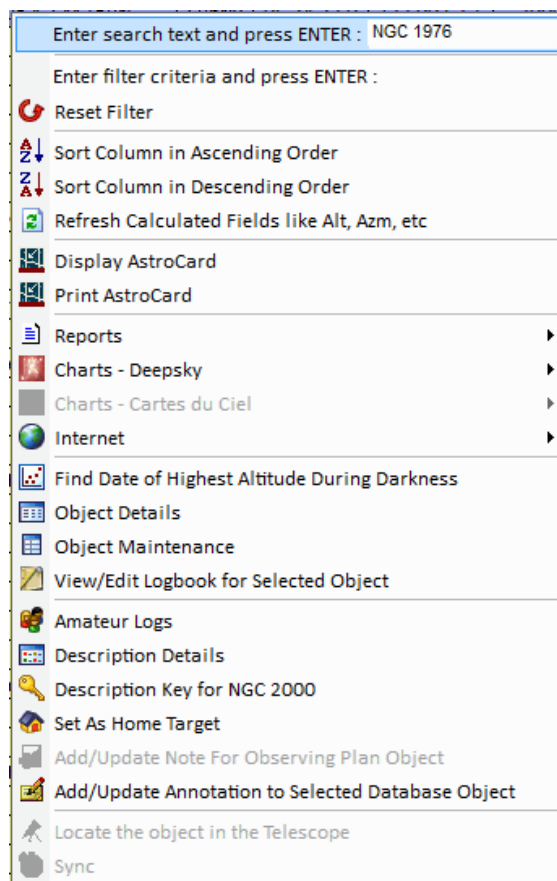 Enter search text and press ENTER : NGC 1976
Enter filter criteria and press ENTER :
Reset Filter
Sort Column in Ascending Order
Sort Column in Descending Order
Refresh Calculated Fields like Alt, Azm, etc
Display AstroCard
Print AstroCard
Reports
Charts - Deepsky
Charts - Cartes du Ciel
Internet
Find Date of Highest Altitude During Darkness
Object Details
Object Maintenance
View/Edit Logbook for Selected Object
Amateur Logs
Description Details
Description Key for NGC 2000
Set As Home Target
Add/Update Note For Observing Plan Object
Add/Update Annotation to Selected Database Object
Locate the object in the Telescope
Sync